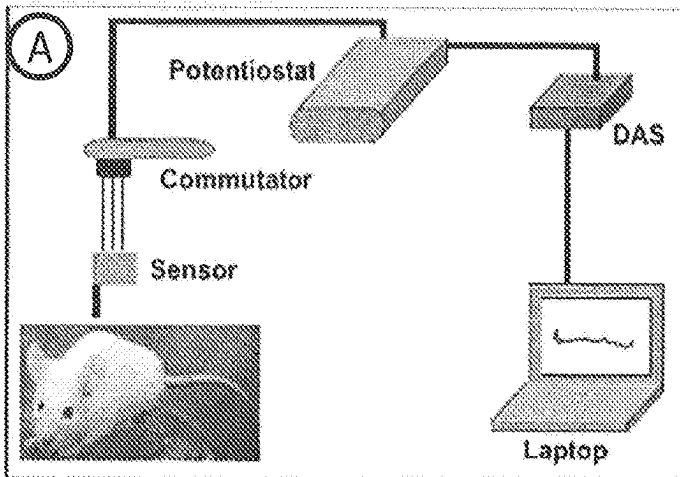 A
Potentiostat
DAS
Commutator
Sensor
Laptop